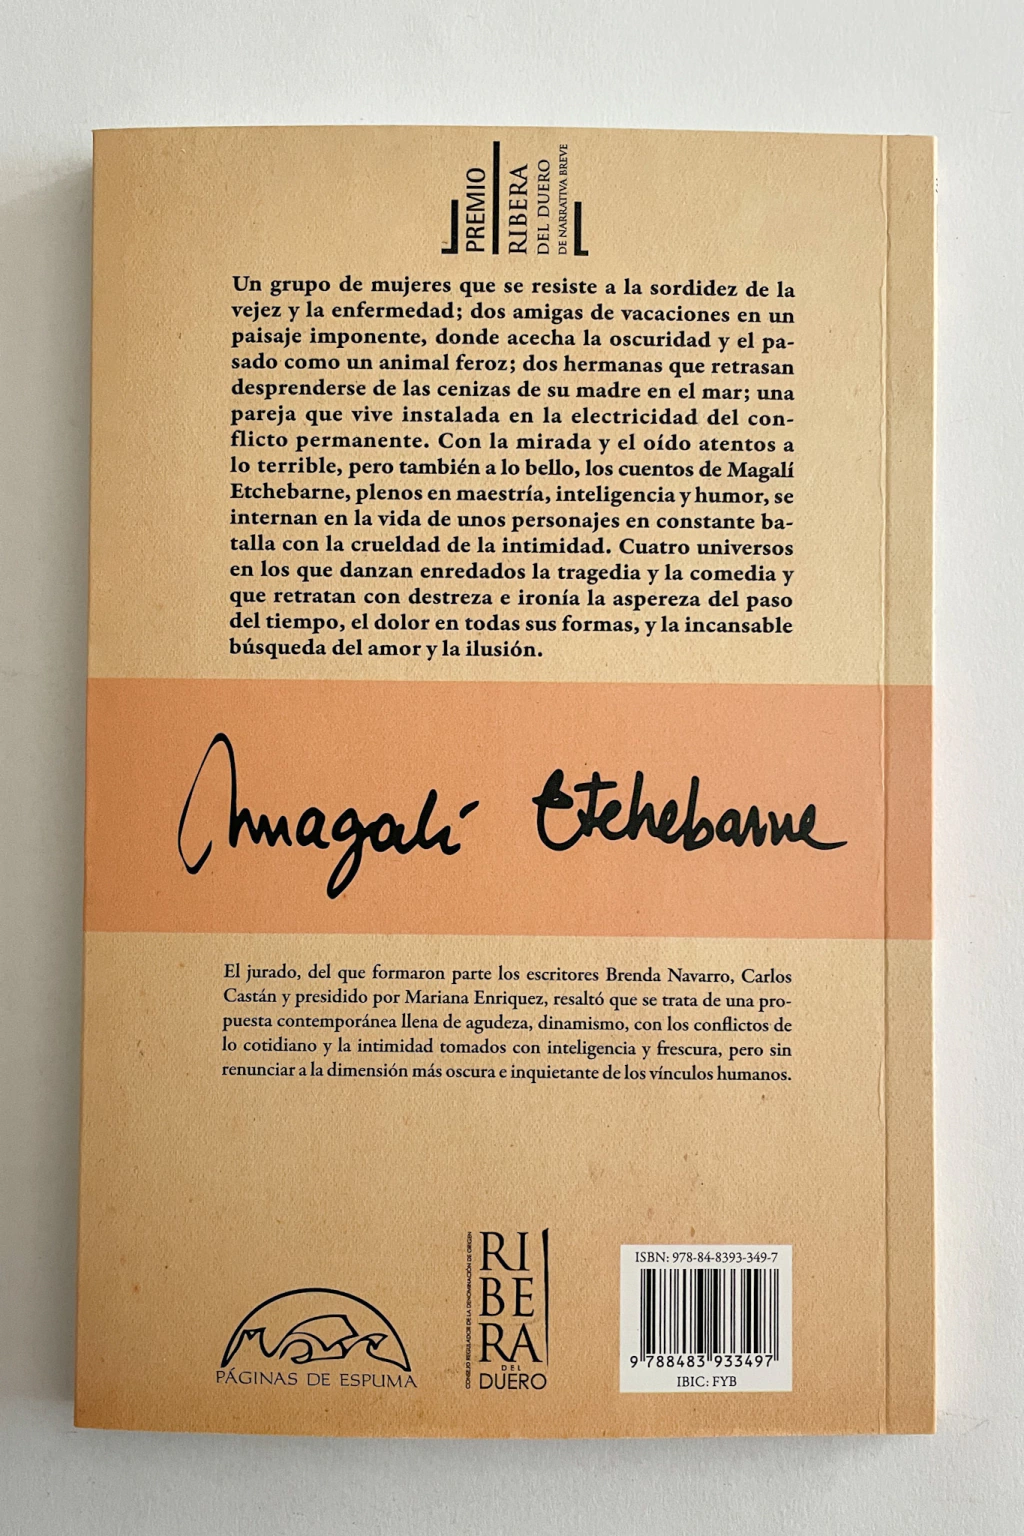 PREMIO
RIBERA
DEL DUERO
DE NARRATIVA BREVE
Un grupo de mujeres que se resiste a la sordidez de la
vejez y la enfermedad; dos amigas de vacaciones en un
paisaje imponente, donde acecha la oscuridad y el pa-
sado como un animal feroz; dos hermanas que retrasan
desprenderse de las cenizas de su madre en el mar; una
pareja que vive instalada en la electricidad del con-
flicto permanente. Con la mirada y el oído atentos a
lo terrible, pero también a lo bello, los cuentos de Magalí
Etchebarne, plenos en maestría, inteligencia y humor, se
internan en la vida de unos personajes en constante ba-
talla con la crueldad de la intimidad. Cuatro universos
en los que danzan enredados la tragedia y la comedia y
que retratan con destreza e ironía la aspereza del paso
del tiempo, el dolor en todas sus formas, y la incansable
búsqueda del amor y la ilusión.
Magalí Etchebarne
El jurado, del que formaron parte los escritores Brenda Navarro, Carlos
Castán y presidido por Mariana Enriquez, resaltó que se trata de una pro-
puesta contemporánea llena de agudeza, dinamismo, con los conflictos de
lo cotidiano y la intimidad tomados con inteligencia y frescura, pero sin
renunciar a la dimensión más oscura e inquietante de los vínculos humanos.
PÁGINAS DE ESPUMA
CONSEJO REGULADOR DE LA DENOMINACIÓN DE ORIGEN
RI
BE
RA
DEL
DUERO
ISBN: 978-84-8393-349-7
9 788483 933497
IBIC: FYB